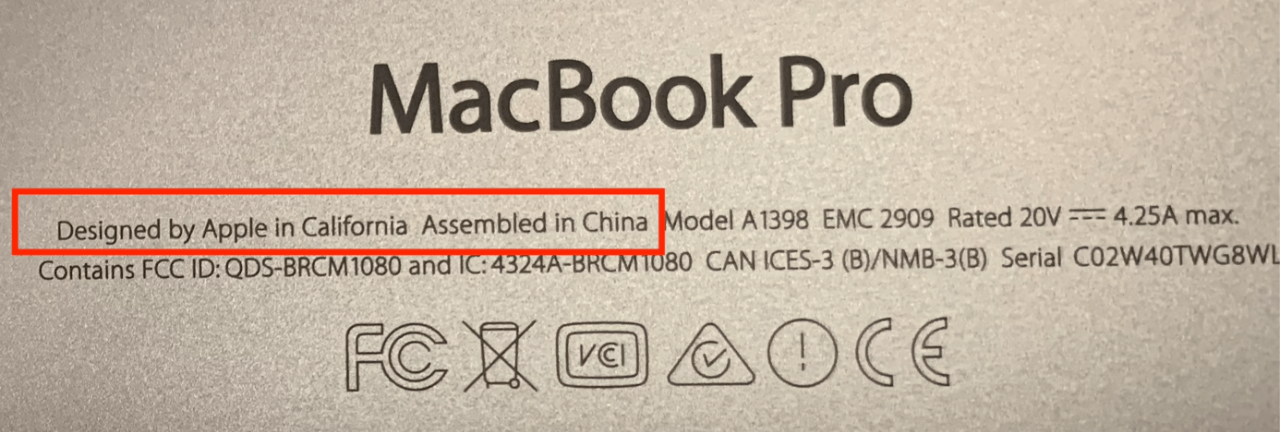 MacBook Pro
Designed by Apple in California Assembled in China Model A1398 EMC 2909 Rated 20V ⎓ 4.25A max.
Contains FCC ID: QDS-BRCM1080 and IC: 4324A-BRCM1080 CAN ICES-3 (B)/NMB-3(B) Serial C02W40TWG8WL
FC VCI ! CE